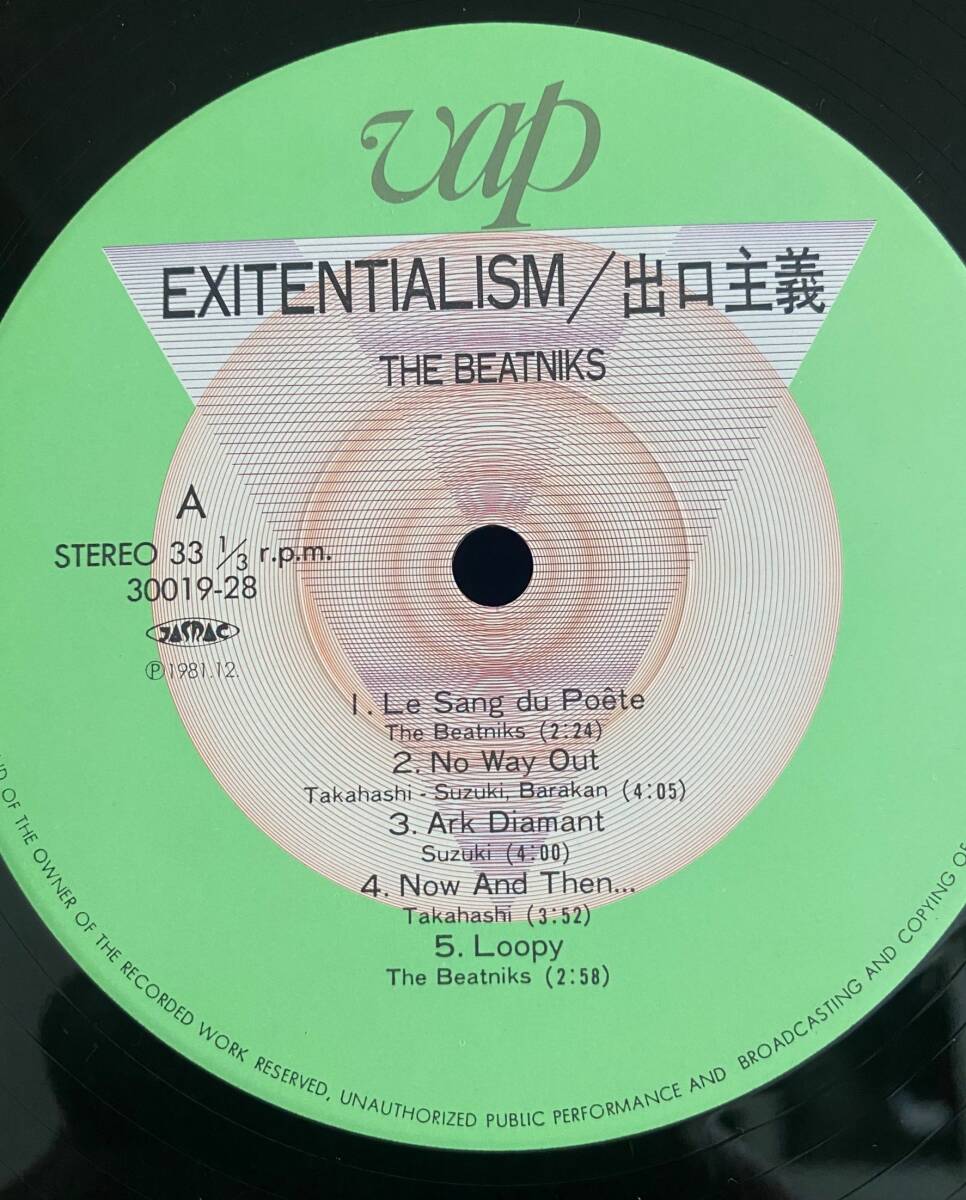 vap
EXITENTIALISM/出口主義
THE BEATNIKS
A
STEREO 33 1/3 r.p.m.
30019-28
JASRAC
Ⓟ1981.12.
1. Le Sang du Poête
The Beatniks (2:24)
2. No Way Out
Takahashi - Suzuki, Barakan (4:05)
3. Ark Diamant
Suzuki (4:00)
4. Now And Then...
Takahashi (3:52)
5. Loopy
The Beatniks (2:58)
OF THE OWNER OF THE RECORDED WORK RESERVED, UNAUTHORIZED PUBLIC PERFORMANCE AND BROADCASTING AND COPYING OF